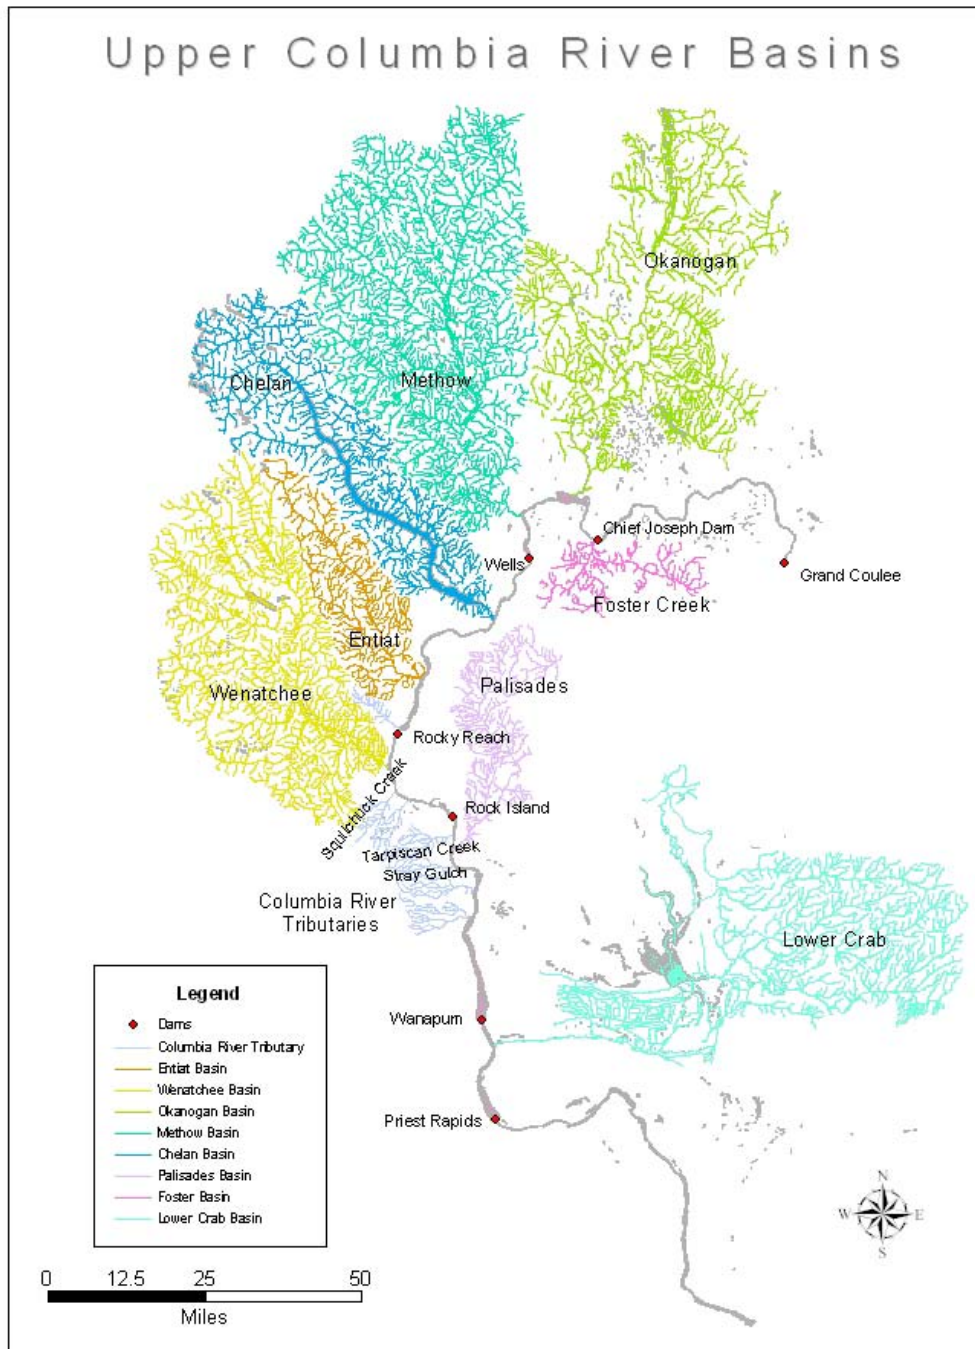 Upper Columbia River Basins
Okanogan
Chelan
Methow
Chief Joseph Dam
Wells
Grand Coulee
Foster Creek
Entiat
Palisades
Wenatchee
Rocky Reach
Squilchuck Creek
Rock Island
Tarpiscan Creek
Stray Gulch
Columbia River
Tributaries
Lower Crab
Wanapum
Priest Rapids
Legend
Dams
Columbia River Tributary
Entiat Basin
Wenatchee Basin
Okanogan Basin
Methow Basin
Chelan Basin
Palisades Basin
Foster Basin
Lower Crab Basin
N
W E
S
0 12.5 25 50
Miles